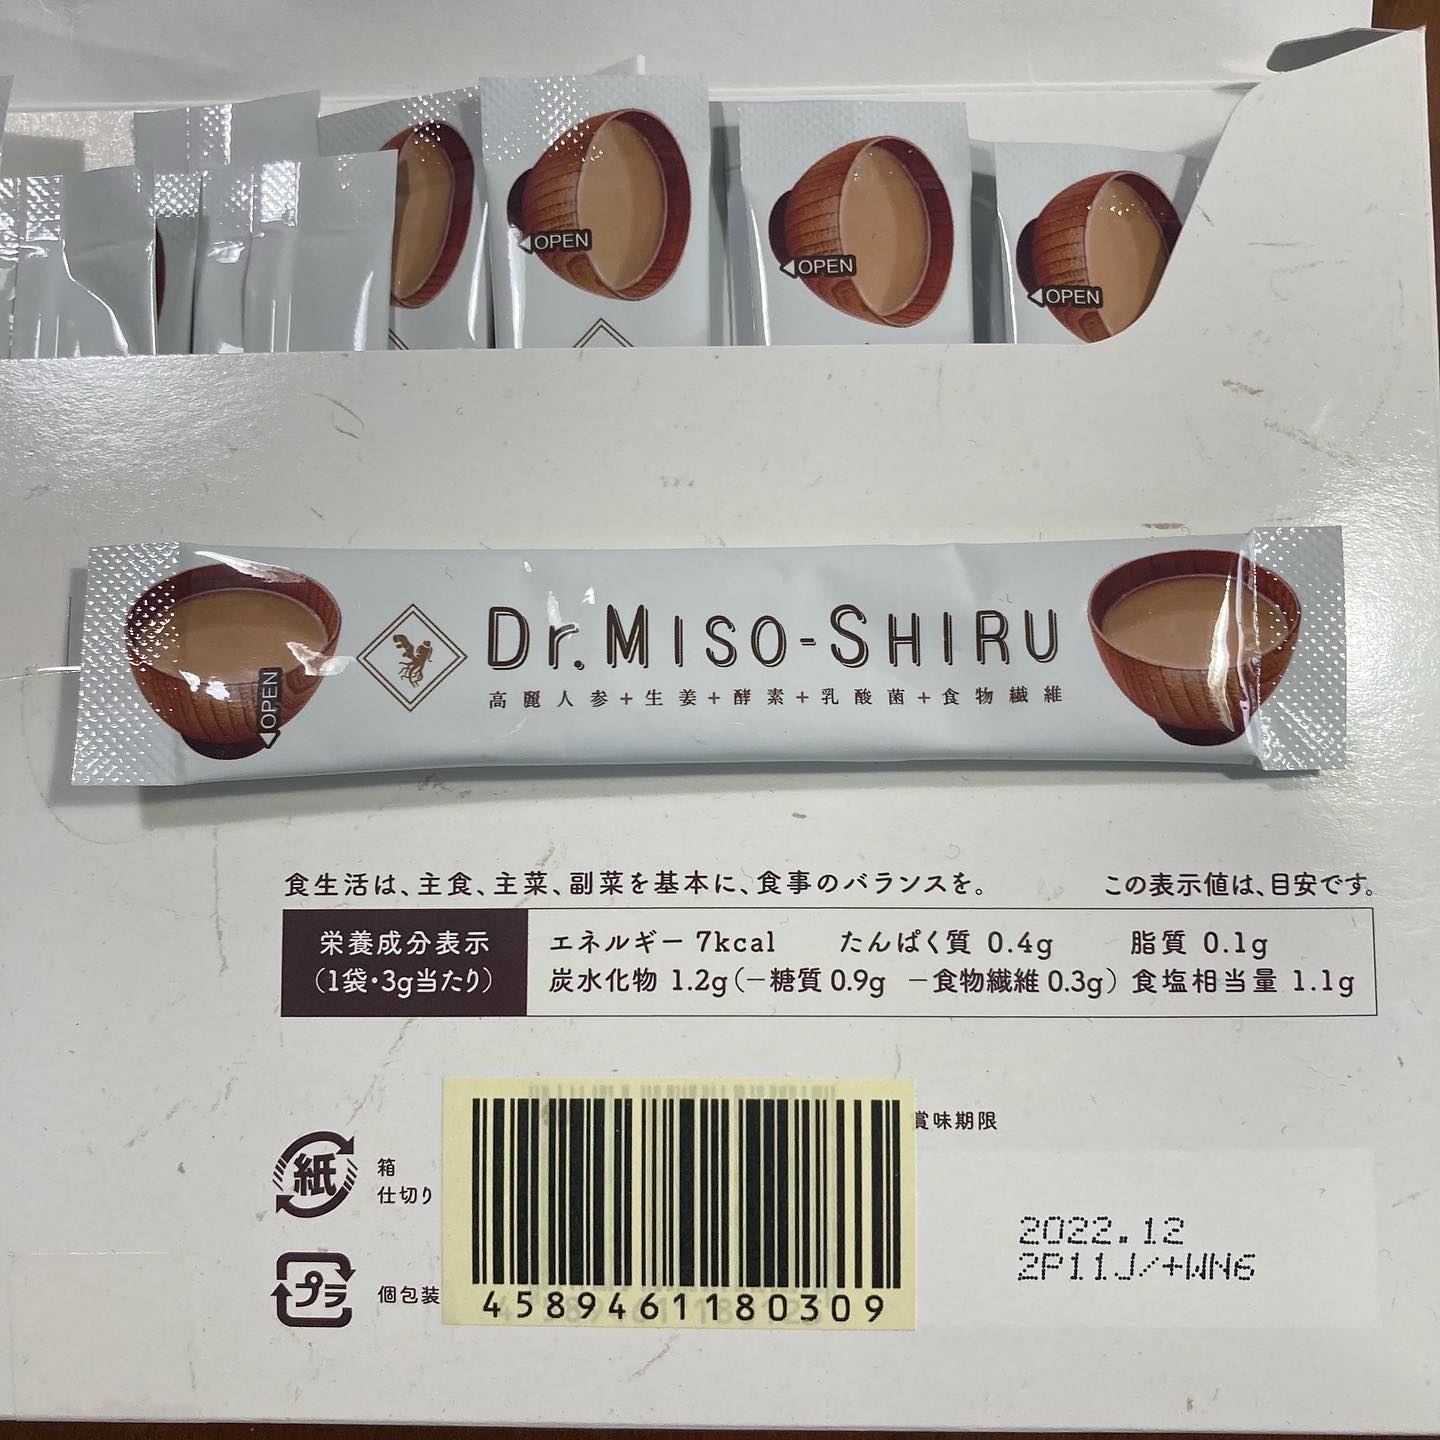 OPEN
OPEN
OPEN
OPEN
Dr.MISO-SHIRU
高麗人参+生姜+酵素+乳酸菌+食物繊維
食生活は、主食、主菜、副菜を基本に、食事のバランスを。
この表示値は、目安です。
栄養成分表示
(1袋・3g当たり)
エネルギー 7kcal たんぱく質 0.4g 脂質 0.1g
炭水化物 1.2g(−糖質 0.9g −食物繊維 0.3g) 食塩相当量 1.1g
紙
箱
仕切り
プラ
個包装
4589461180309
賞味期限
2022.12
2P11J/+WN6